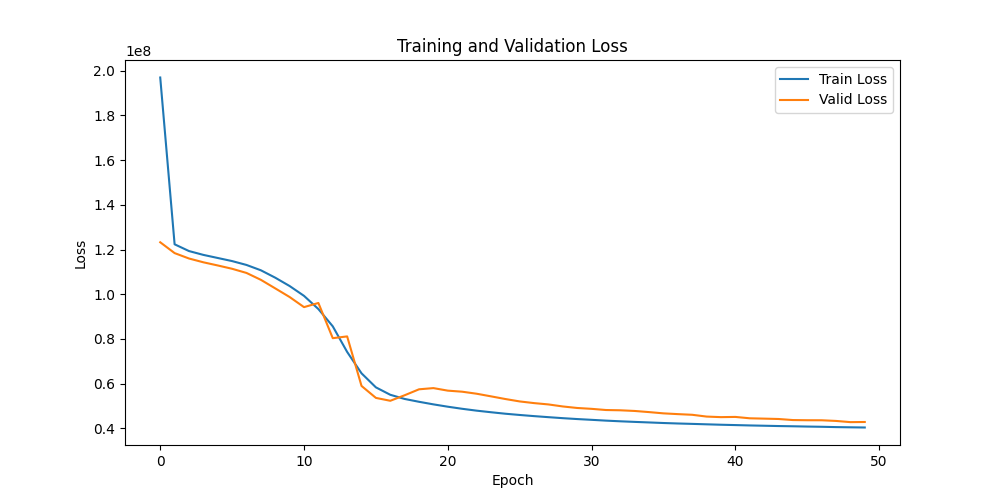 Training and Validation Loss
1e8
2.0
1.8
1.6
1.4
1.2
1.0
0.8
0.6
0.4
Loss
Train Loss
Valid Loss
0 10 20 30 40 50
Epoch